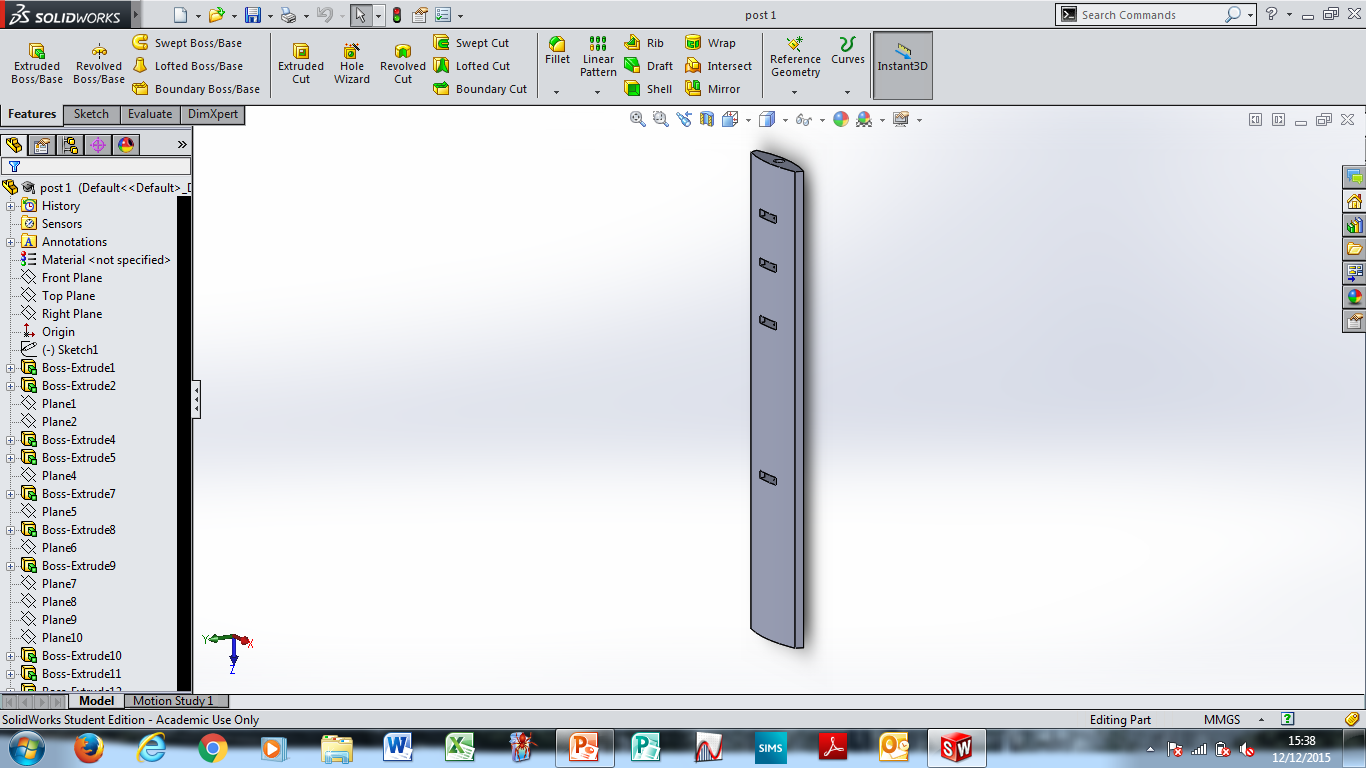 SOLIDWORKS
post 1
Search Commands
Extruded Boss/Base
Revolved Boss/Base
Swept Boss/Base
Lofted Boss/Base
Boundary Boss/Base
Extruded Cut
Hole Wizard
Revolved Cut
Swept Cut
Lofted Cut
Boundary Cut
Fillet
Linear Pattern
Rib
Draft
Shell
Wrap
Intersect
Mirror
Reference Geometry
Curves
Instant3D
Features
Sketch
Evaluate
DimXpert
post 1 (Default<<Default>_D
History
Sensors
Annotations
Material <not specified>
Front Plane
Top Plane
Right Plane
Origin
(-) Sketch1
Boss-Extrude1
Boss-Extrude2
Plane1
Plane2
Boss-Extrude4
Boss-Extrude5
Plane4
Boss-Extrude7
Plane5
Boss-Extrude8
Plane6
Boss-Extrude9
Plane7
Plane8
Plane9
Plane10
Boss-Extrude10
Boss-Extrude11
Boss-Extrude12
Y
X
Z
Model
Motion Study 1
SolidWorks Student Edition - Academic Use Only
Editing Part
MMGS
SIMS
SW
15:38
12/12/2015